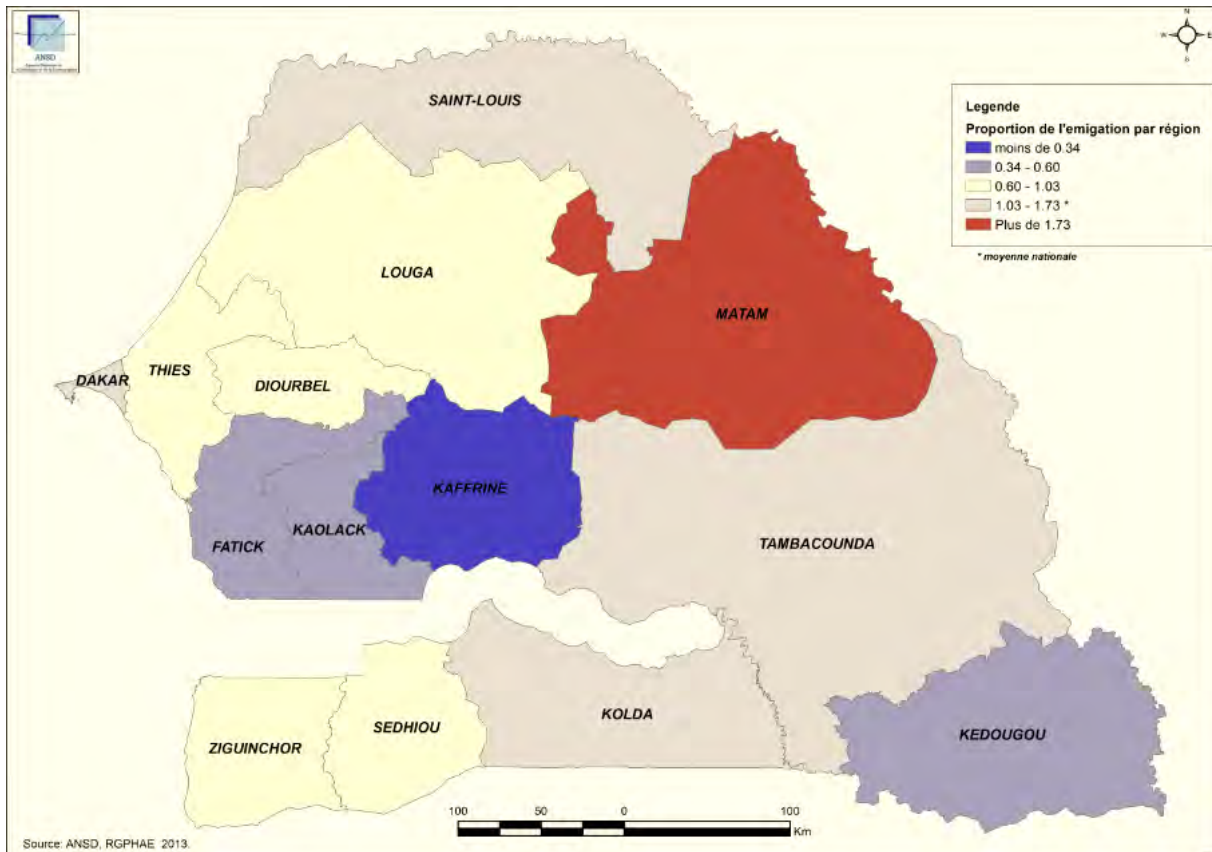 ANSD
N
W
E
S
SAINT-LOUIS
Legende
Proportion de l'emigation par région
moins de 0.34
0.34 - 0.60
0.60 - 1.03
1.03 - 1.73 *
Plus de 1.73
* moyenne nationale
LOUGA
MATAM
DAKAR
THIES
DIOURBEL
KAFFRINE
KAOLACK
FATICK
TAMBACOUNDA
KOLDA
SEDHIOU
ZIGUINCHOR
KEDOUGOU
100 50 25 0 100
Km
Source: ANSD, RGPHAE 2013.